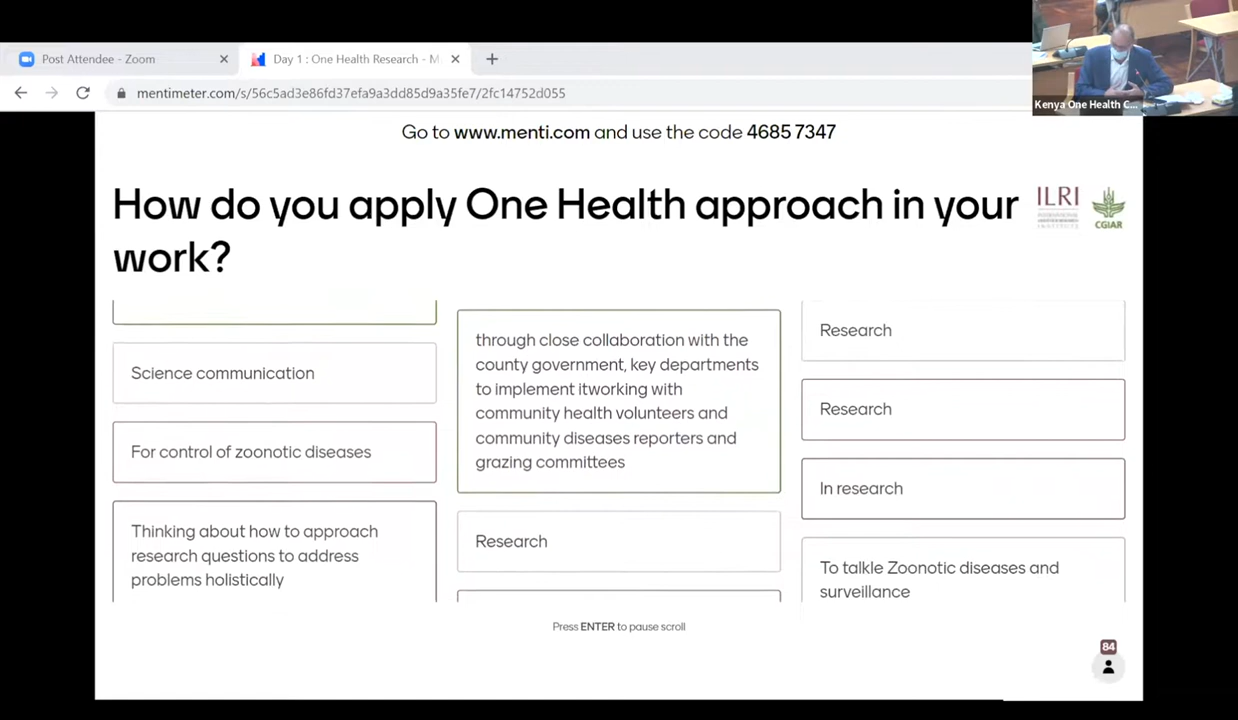 Post Attendee - Zoom
Day 1 : One Health Research - M
mentimeter.com/s/56c5ad3e86fd37efa9a3dd85d9a35fe7/2fc14752d055
Kenya One Health C...
Go to www.menti.com and use the code 4685 7347
How do you apply One Health approach in your
work?
ILRI
CGIAR
Science communication
For control of zoonotic diseases
Thinking about how to approach
research questions to address
problems holistically
through close collaboration with the
county government, key departments
to implement itworking with
community health volunteers and
community diseases reporters and
grazing committees
Research
Research
Research
In research
To talkle Zoonotic diseases and
surveillance
Press ENTER to pause scroll
84